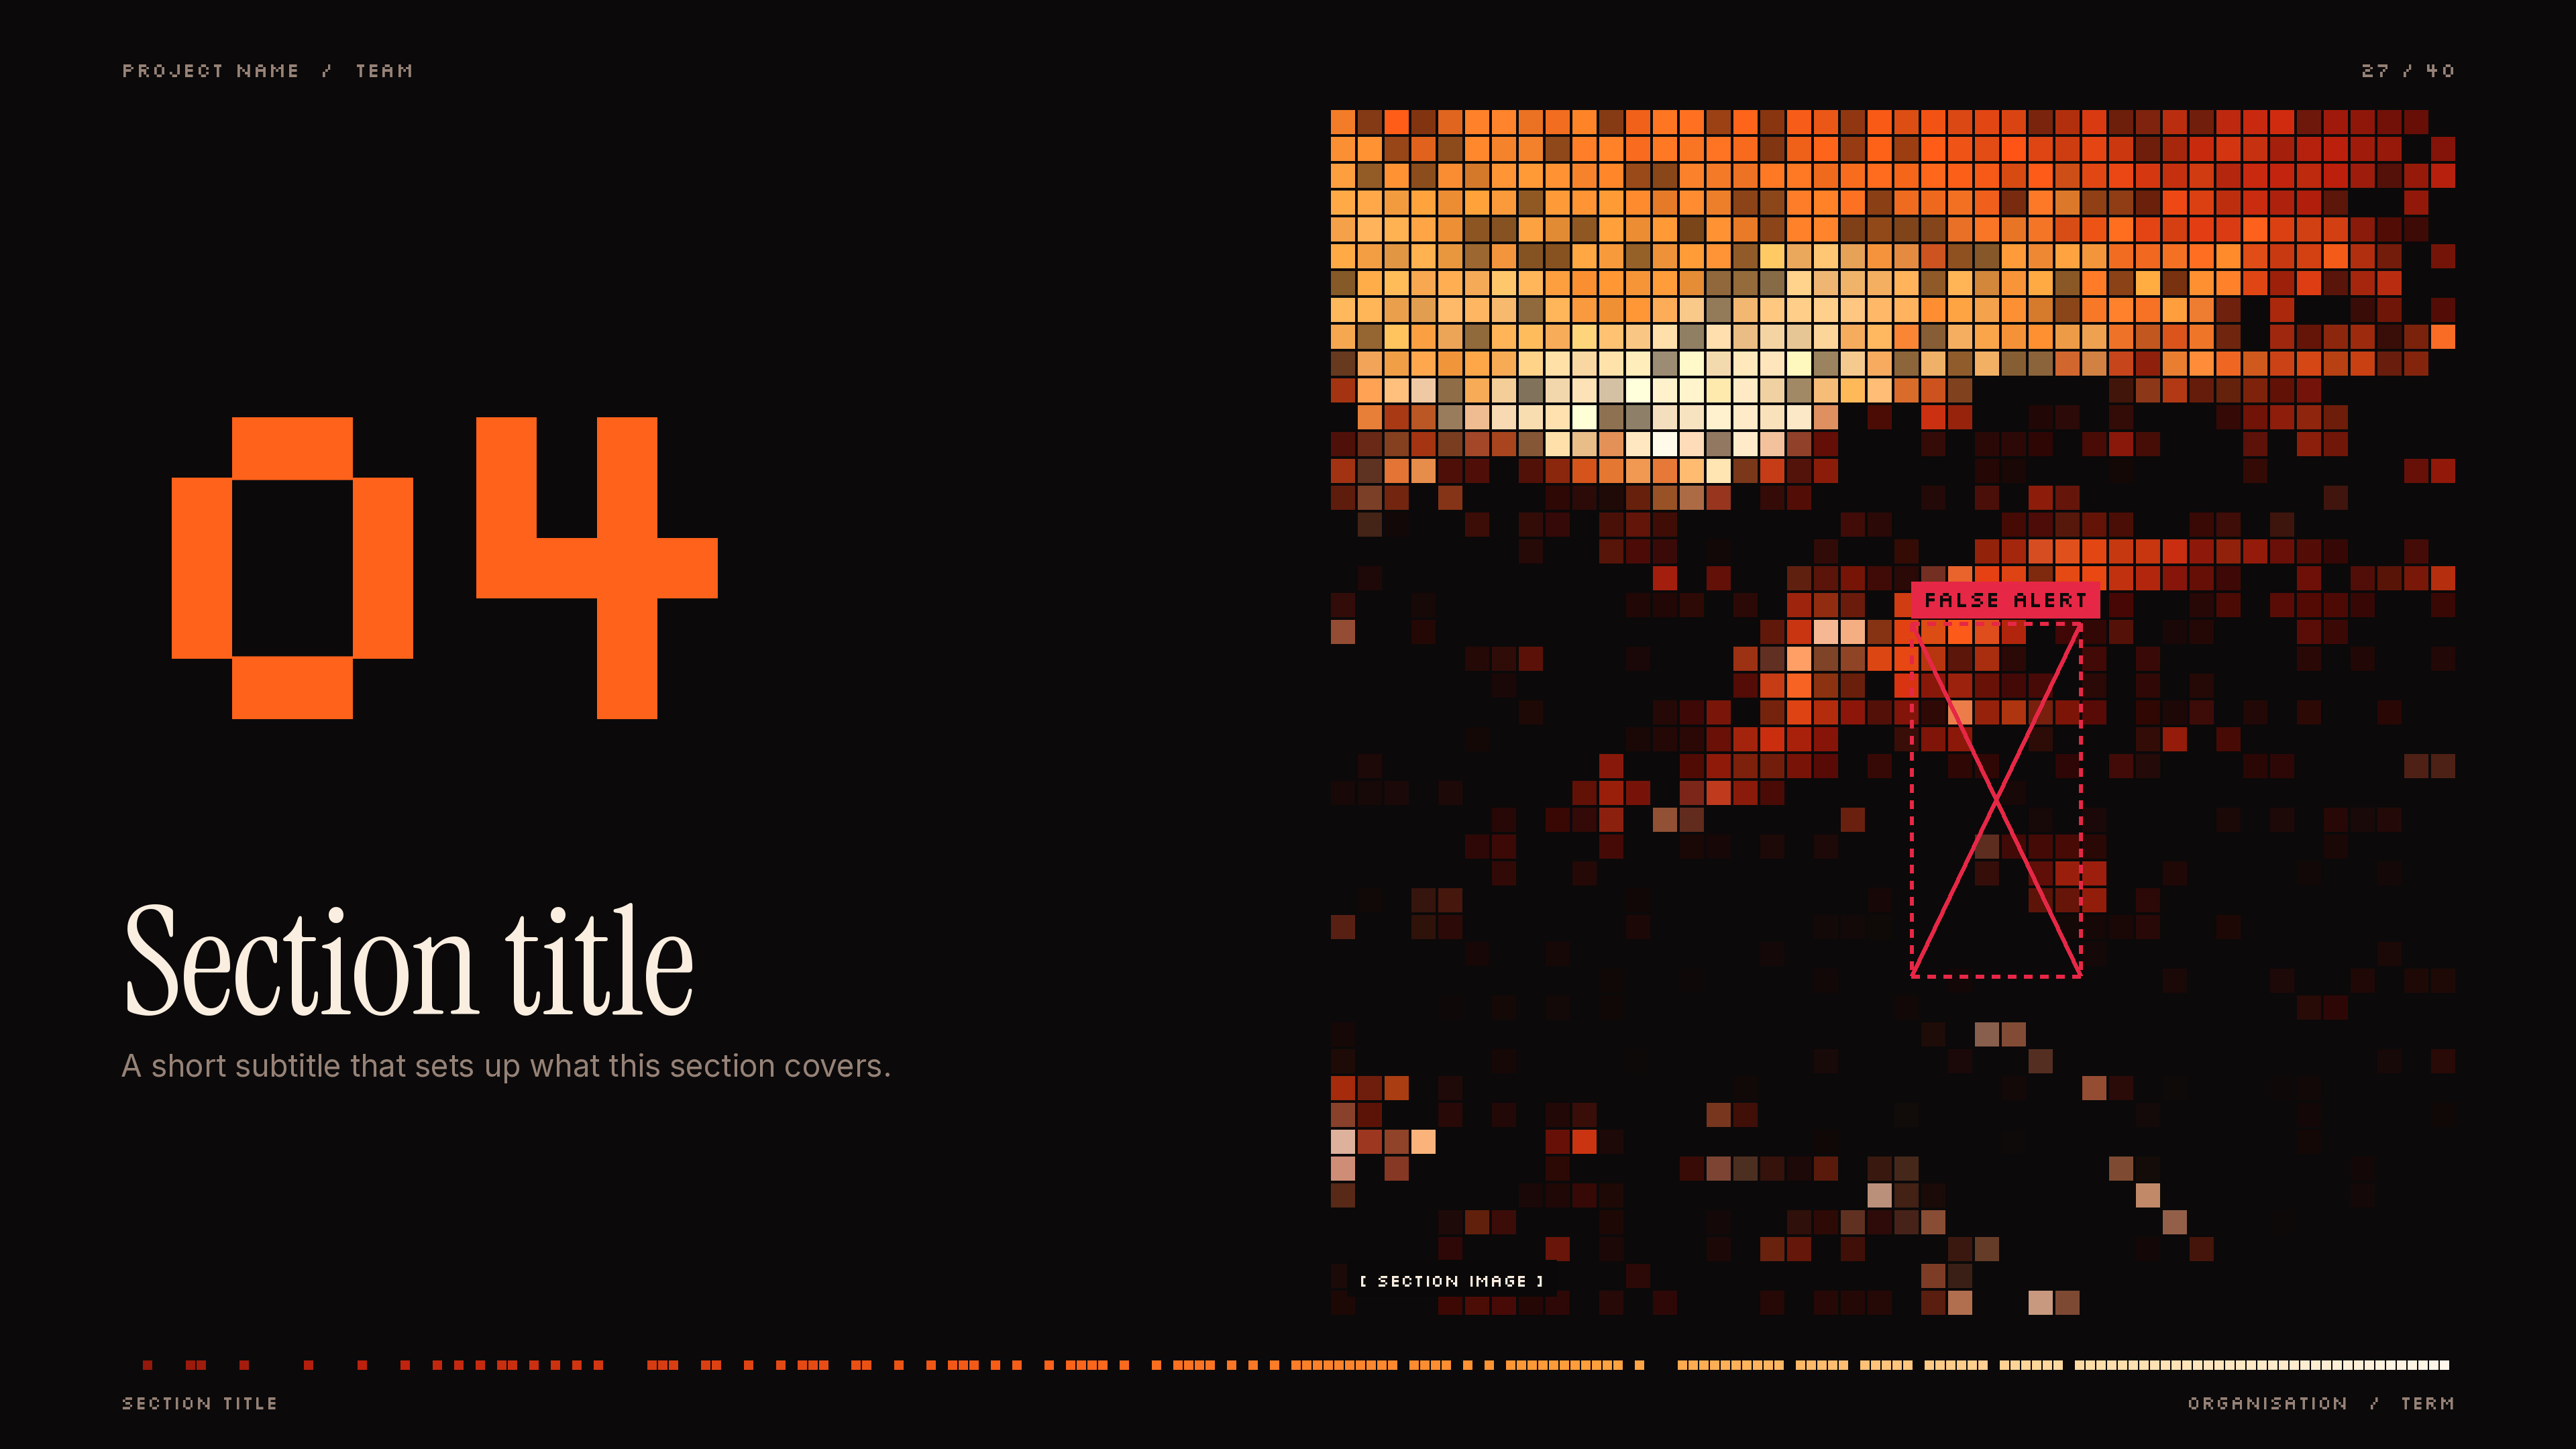 PROJECT NAME / TEAM
27 / 40
04
FALSE ALERT
Section title
A short subtitle that sets up what this section covers.
[ SECTION IMAGE ]
SECTION TITLE
ORGANISATION / TERM